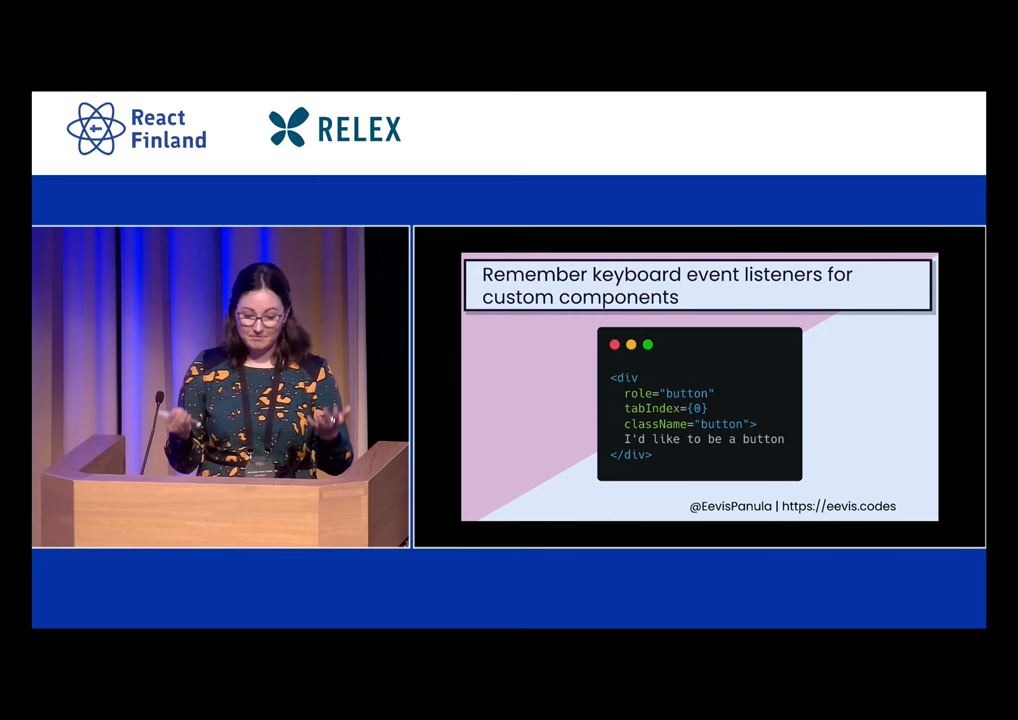 React
Finland
RELEX
Remember keyboard event listeners for
custom components
<div
role="button"
tabIndex={0}
className="button">
I'd like to be a button
</div>
@EevisPanula | https://eevis.codes